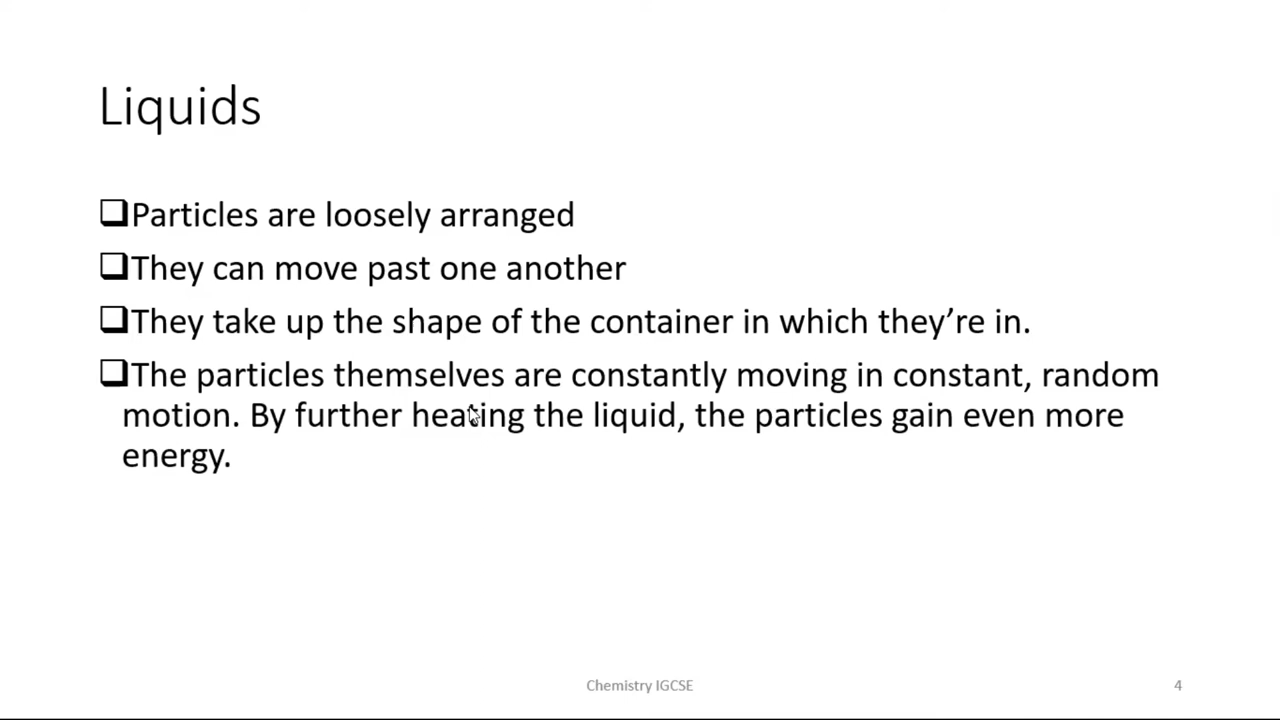 Liquids
❑Particles are loosely arranged
❑They can move past one another
❑They take up the shape of the container in which they’re in.
❑The particles themselves are constantly moving in constant, random
motion. By further heating the liquid, the particles gain even more
energy.
Chemistry IGCSE
4